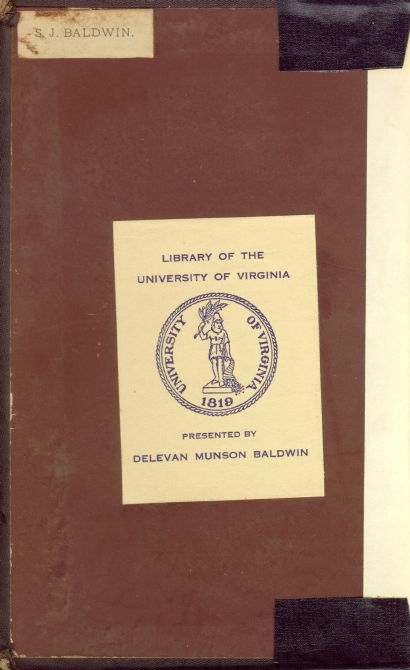 S. J. BALDWIN.
LIBRARY OF THE
UNIVERSITY OF VIRGINIA
UNIVERSITY OF VIRGINIA
1819
PRESENTED BY
DELEVAN MUNSON BALDWIN